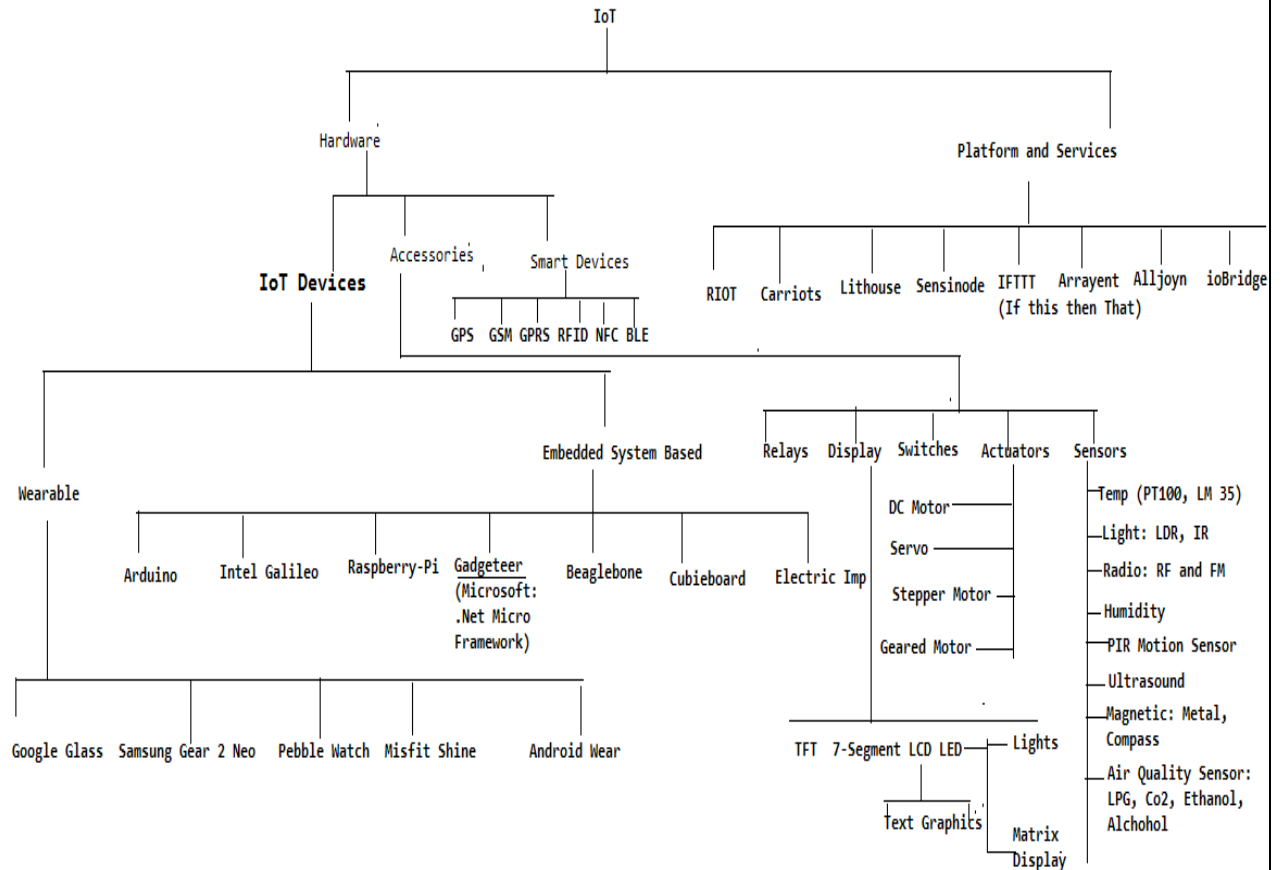 IoT
Hardware
Platform and Services
Accessories
Smart Devices
IoT Devices
RIOT Carriots Lithouse Sensinode IFTTT Arrayent Alljoyn ioBridge
(If this then That)
GPS GSM GPRS RFID NFC BLE
Embedded System Based
Relays Display Switches Actuators Sensors
Wearable
Temp (PT100, LM 35)
DC Motor
Light: LDR, IR
Servo
Radio: RF and FM
Stepper Motor
Humidity
Geared Motor
PIR Motion Sensor
Ultrasound
Magnetic: Metal,
Compass
Air Quality Sensor:
LPG, Co2, Ethanol,
Alchohol
Arduino Intel Galileo Raspberry-Pi Gadgeteer Beaglebone Cubieboard Electric Imp
(Microsoft:
.Net Micro
Framework)
Google Glass Samsung Gear 2 Neo Pebble Watch Misfit Shine Android Wear
TFT 7-Segment LCD LED Lights
Text Graphics
Matrix
Display